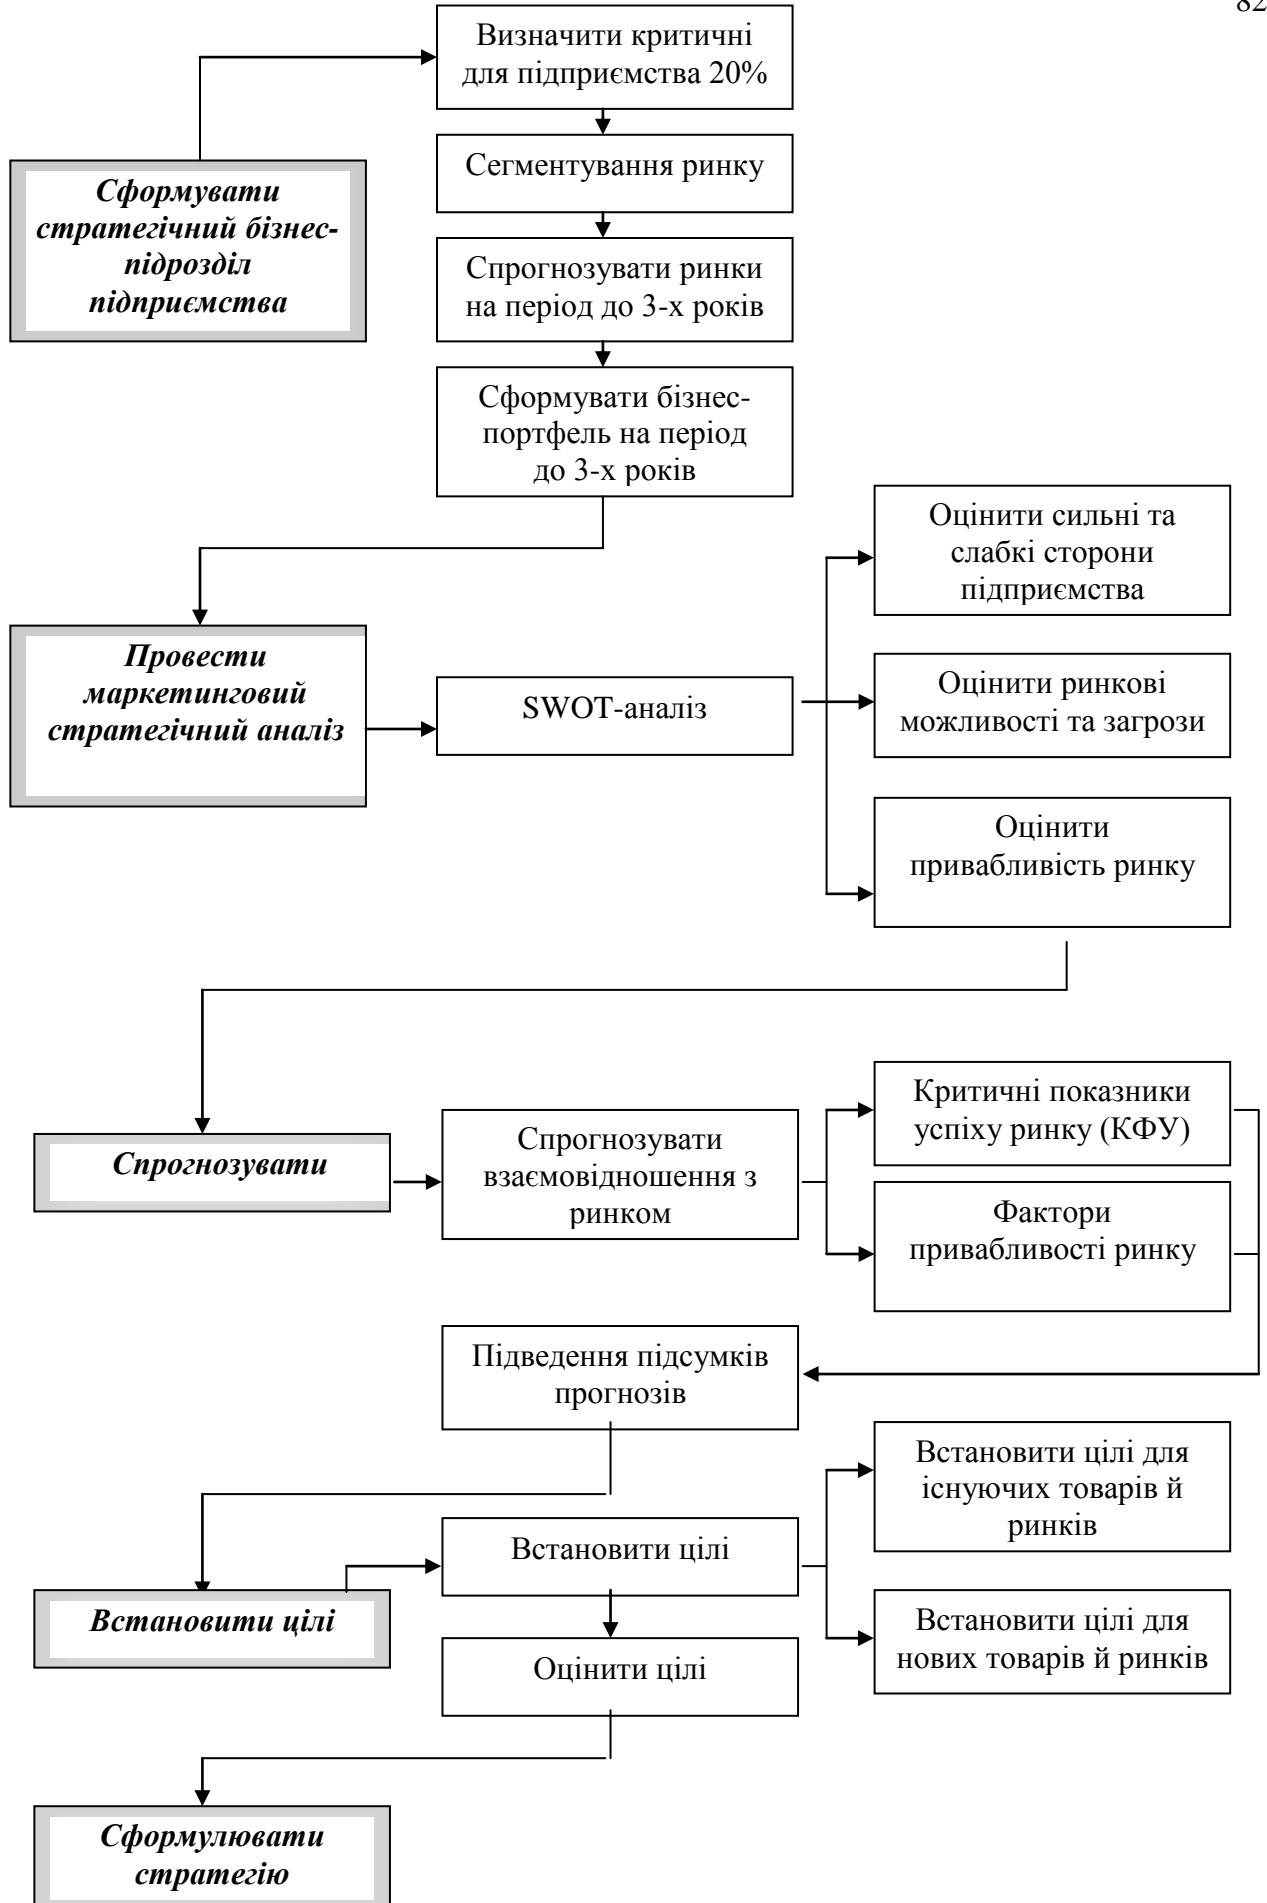 82
Визначити критичні
для підприємства 20%
Сегментування ринку
Сформувати
стратегічний бізнес-
підрозділ
підприємства
Спрогнозувати ринки
на період до 3-х років
Сформувати бізнес-
портфель на період
до 3-х років
Оцінити сильні та
слабкі сторони
підприємства
Провести
маркетинговий
стратегічний аналіз
SWOT-аналіз
Оцінити ринкові
можливості та загрози
Оцінити
привабливість ринку
Критичні показники
успіху ринку (КФУ)
Спрогнозувати
Спрогнозувати
взаємовідношення з
ринком
Фактори
привабливості ринку
Підведення підсумків
прогнозів
Встановити цілі для
існуючих товарів й
ринків
Встановити цілі
Встановити цілі
Встановити цілі для
нових товарів й ринків
Оцінити цілі
Сформулювати
стратегію